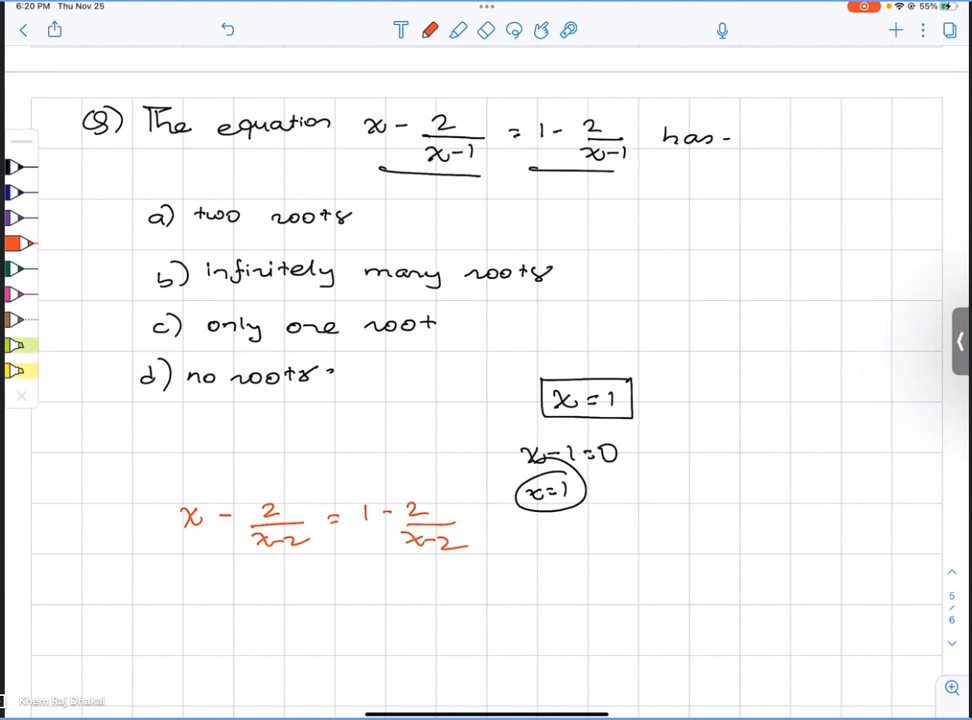 6:20 PM Thu Nov 25
55%
Q) The equation x - 2/(x-1) = 1 - 2/(x-1) has-
a) two roots
b) infinitely many roots
c) only one root
d) no roots
x = 1
x-1=0
x=1
x - 2/(x-2) = 1 - 2/(x-2)
5
/
6
Khem Raj Dhakal